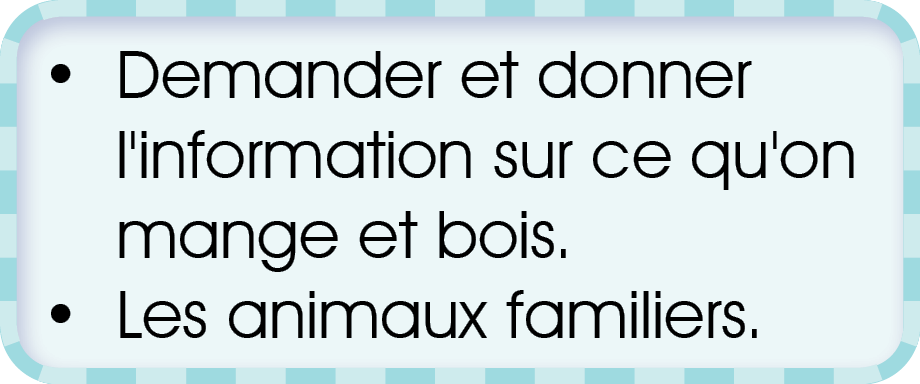 • Demander et donner
l'information sur ce qu'on
mange et bois.
• Les animaux familiers.